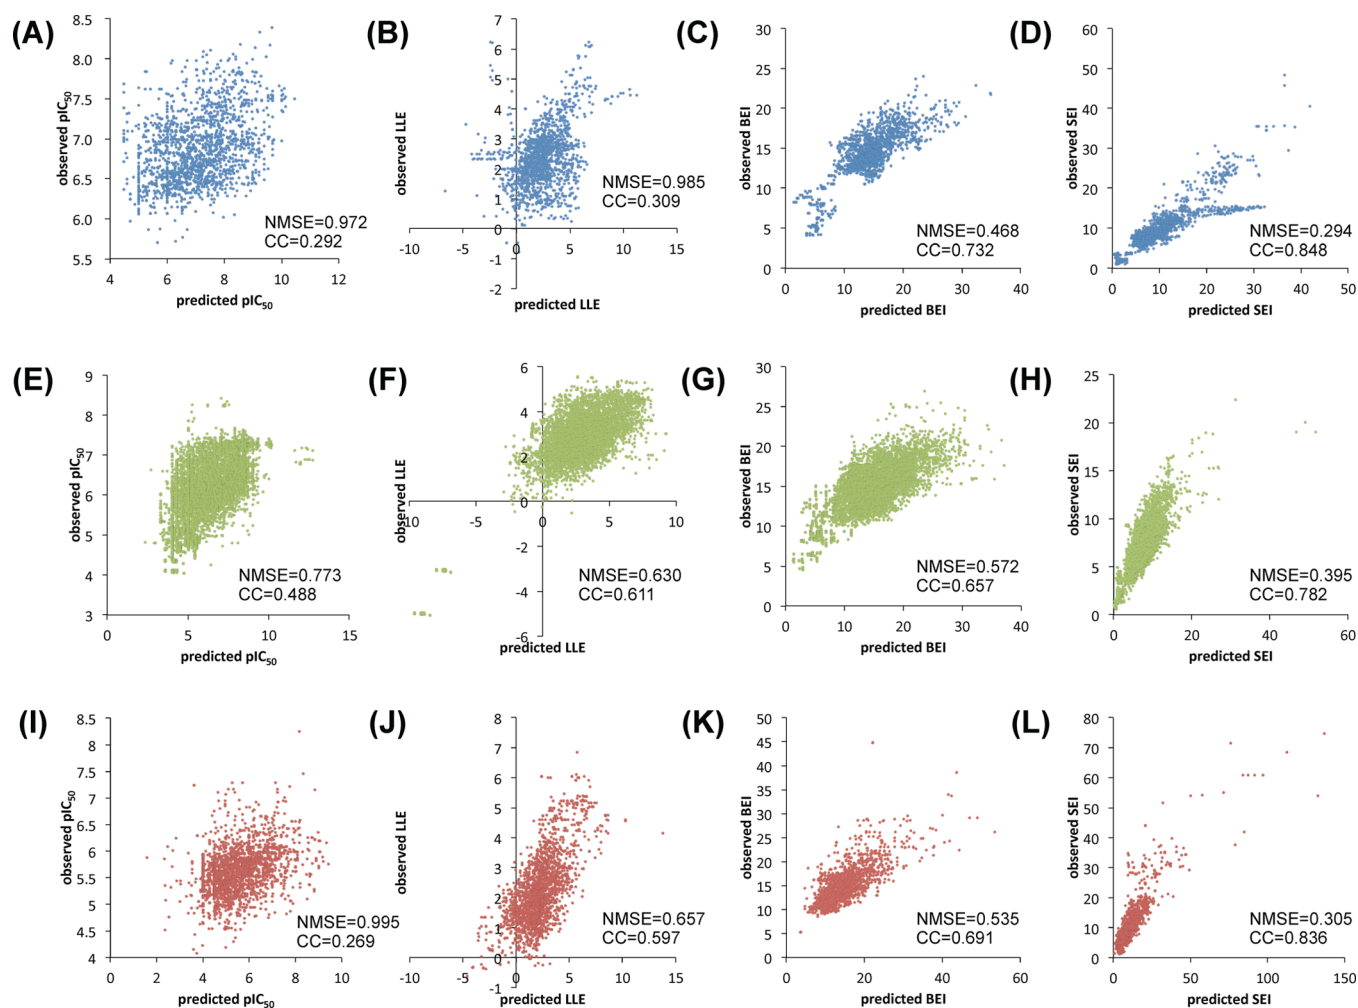 (A)
8.5
8.0
7.5
7.0
6.5
6.0
5.5
4
6
8
10
12
observed pIC50
predicted pIC50
NMSE=0.972
CC=0.292
(B)
7
6
5
4
3
2
1
0
-1
-2
-10
-5
0
5
10
15
observed LLE
predicted LLE
NMSE=0.985
CC=0.309
(C)
30
25
20
15
10
5
0
0
10
20
30
40
observed BEI
predicted BEI
NMSE=0.468
CC=0.732
(D)
60
50
40
30
20
10
0
0
10
20
30
40
50
observed SEI
predicted SEI
NMSE=0.294
CC=0.848
(E)
9
8
7
6
5
4
3
0
5
10
15
observed pIC50
predicted pIC50
NMSE=0.773
CC=0.488
(F)
6
4
2
0
-2
-4
-6
-10
-5
0
5
10
observed LLE
predicted LLE
NMSE=0.630
CC=0.611
(G)
30
25
20
15
10
5
0
0
10
20
30
40
observed BEI
predicted BEI
NMSE=0.572
CC=0.657
(H)
25
20
15
10
5
0
0
20
40
60
observed SEI
predicted SEI
NMSE=0.395
CC=0.782
(I)
8.5
8
7.5
7
6.5
6
5.5
5
4.5
4
0
2
4
6
8
10
observed pIC50
predicted pIC50
NMSE=0.995
CC=0.269
(J)
8
7
6
5
4
3
2
1
0
-1
-10
-5
0
5
10
15
observed LLE
predicted LLE
NMSE=0.657
CC=0.597
(K)
50
45
40
35
30
25
20
15
10
5
0
0
20
40
60
observed BEI
predicted BEI
NMSE=0.535
CC=0.691
(L)
80
70
60
50
40
30
20
10
0
0
50
100
150
observed SEI
predicted SEI
NMSE=0.305
CC=0.836